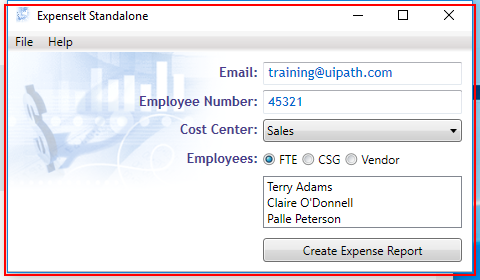 ExpenseIt Standalone
File Help
Email: training@uipath.com
Employee Number: 45321
Cost Center: Sales
Employees: FTE CSG Vendor
Terry Adams
Claire O'Donnell
Palle Peterson
Create Expense Report